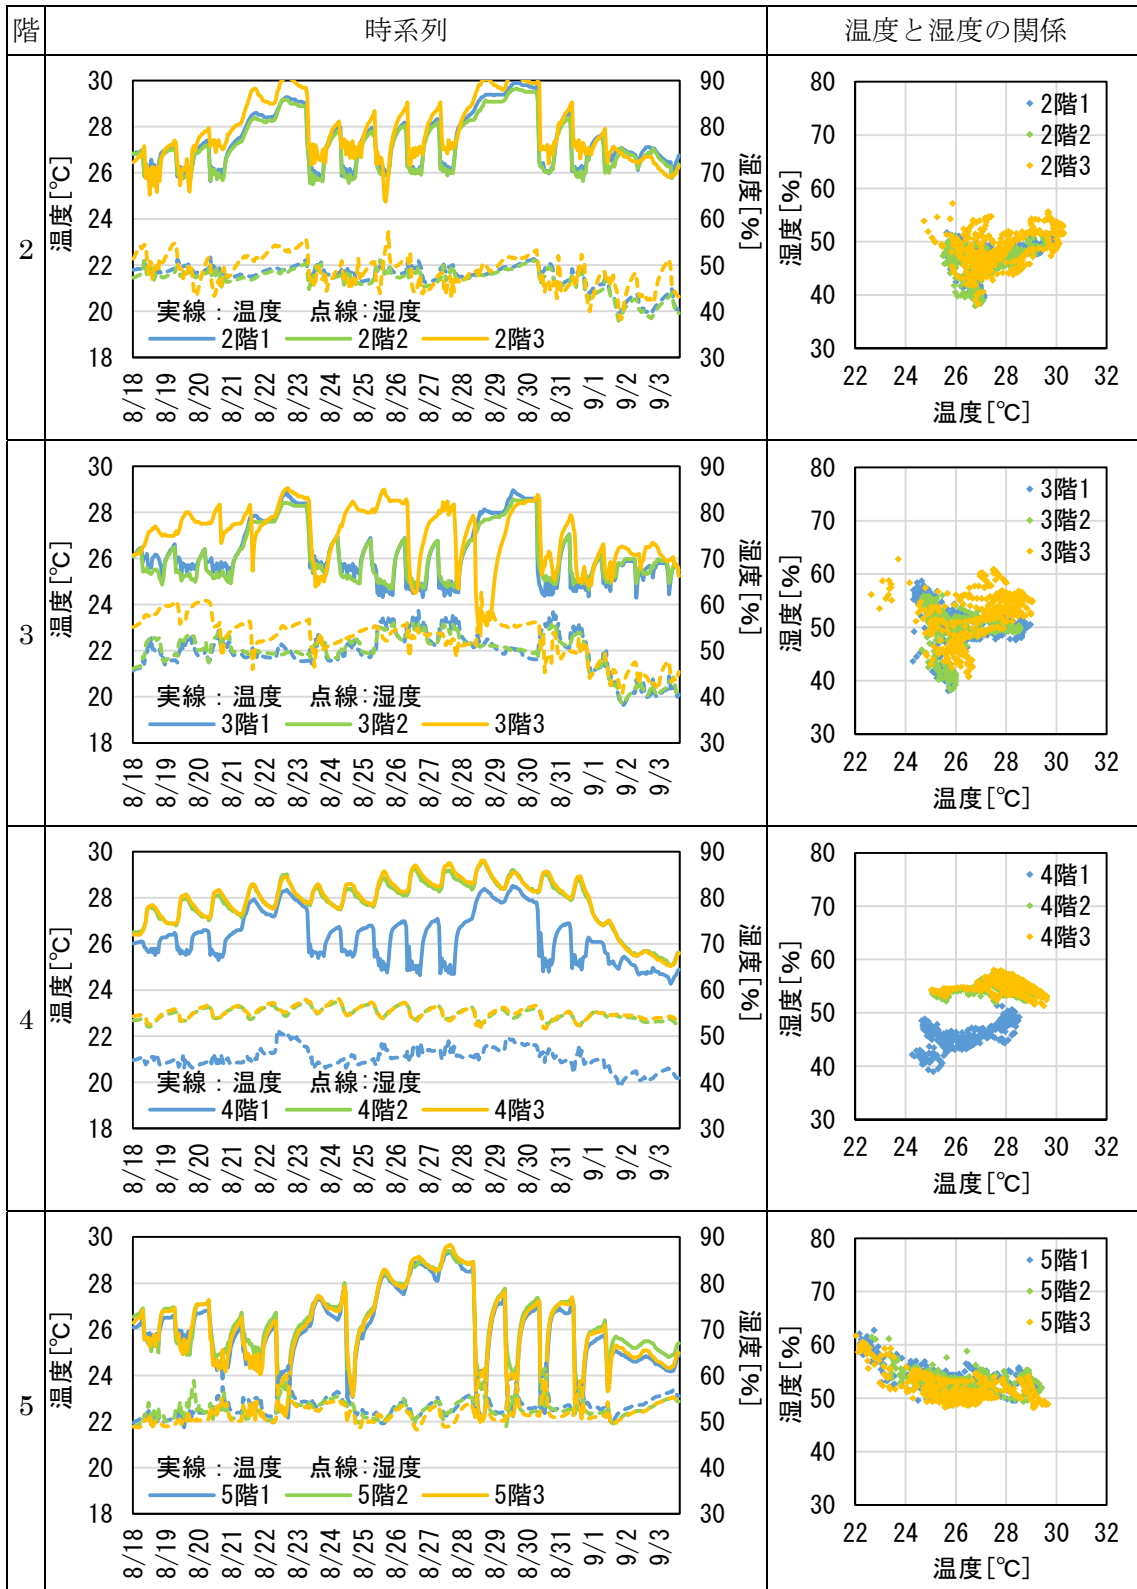 階 時系列 温度と湿度の関係
2
30 28 26 24 22 20 18
温度[℃]
90 80 70 60 50 40 30
湿度[%]
実線：温度 点線：湿度
2階1 2階2 2階3
8/18 8/19 8/20 8/21 8/22 8/23 8/24 8/25 8/26 8/27 8/28 8/29 8/30 8/31 9/1 9/2 9/3
80 70 60 50 40 30
湿度[%]
2階1
2階2
2階3
22 24 26 28 30 32
温度[℃]
3
30 28 26 24 22 20 18
温度[℃]
90 80 70 60 50 40 30
湿度[%]
実線：温度 点線：湿度
3階1 3階2 3階3
8/18 8/19 8/20 8/21 8/22 8/23 8/24 8/25 8/26 8/27 8/28 8/29 8/30 8/31 9/1 9/2 9/3
80 70 60 50 40 30
湿度[%]
3階1
3階2
3階3
22 24 26 28 30 32
温度[℃]
4
30 28 26 24 22 20 18
温度[℃]
90 80 70 60 50 40 30
湿度[%]
実線：温度 点線：湿度
4階1 4階2 4階3
8/18 8/19 8/20 8/21 8/22 8/23 8/24 8/25 8/26 8/27 8/28 8/29 8/30 8/31 9/1 9/2 9/3
80 70 60 50 40 30
湿度[%]
4階1
4階2
4階3
22 24 26 28 30 32
温度[℃]
5
30 28 26 24 22 20 18
温度[℃]
90 80 70 60 50 40 30
湿度[%]
実線：温度 点線：湿度
5階1 5階2 5階3
8/18 8/19 8/20 8/21 8/22 8/23 8/24 8/25 8/26 8/27 8/28 8/29 8/30 8/31 9/1 9/2 9/3
80 70 60 50 40 30
湿度[%]
5階1
5階2
5階3
22 24 26 28 30 32
温度[℃]